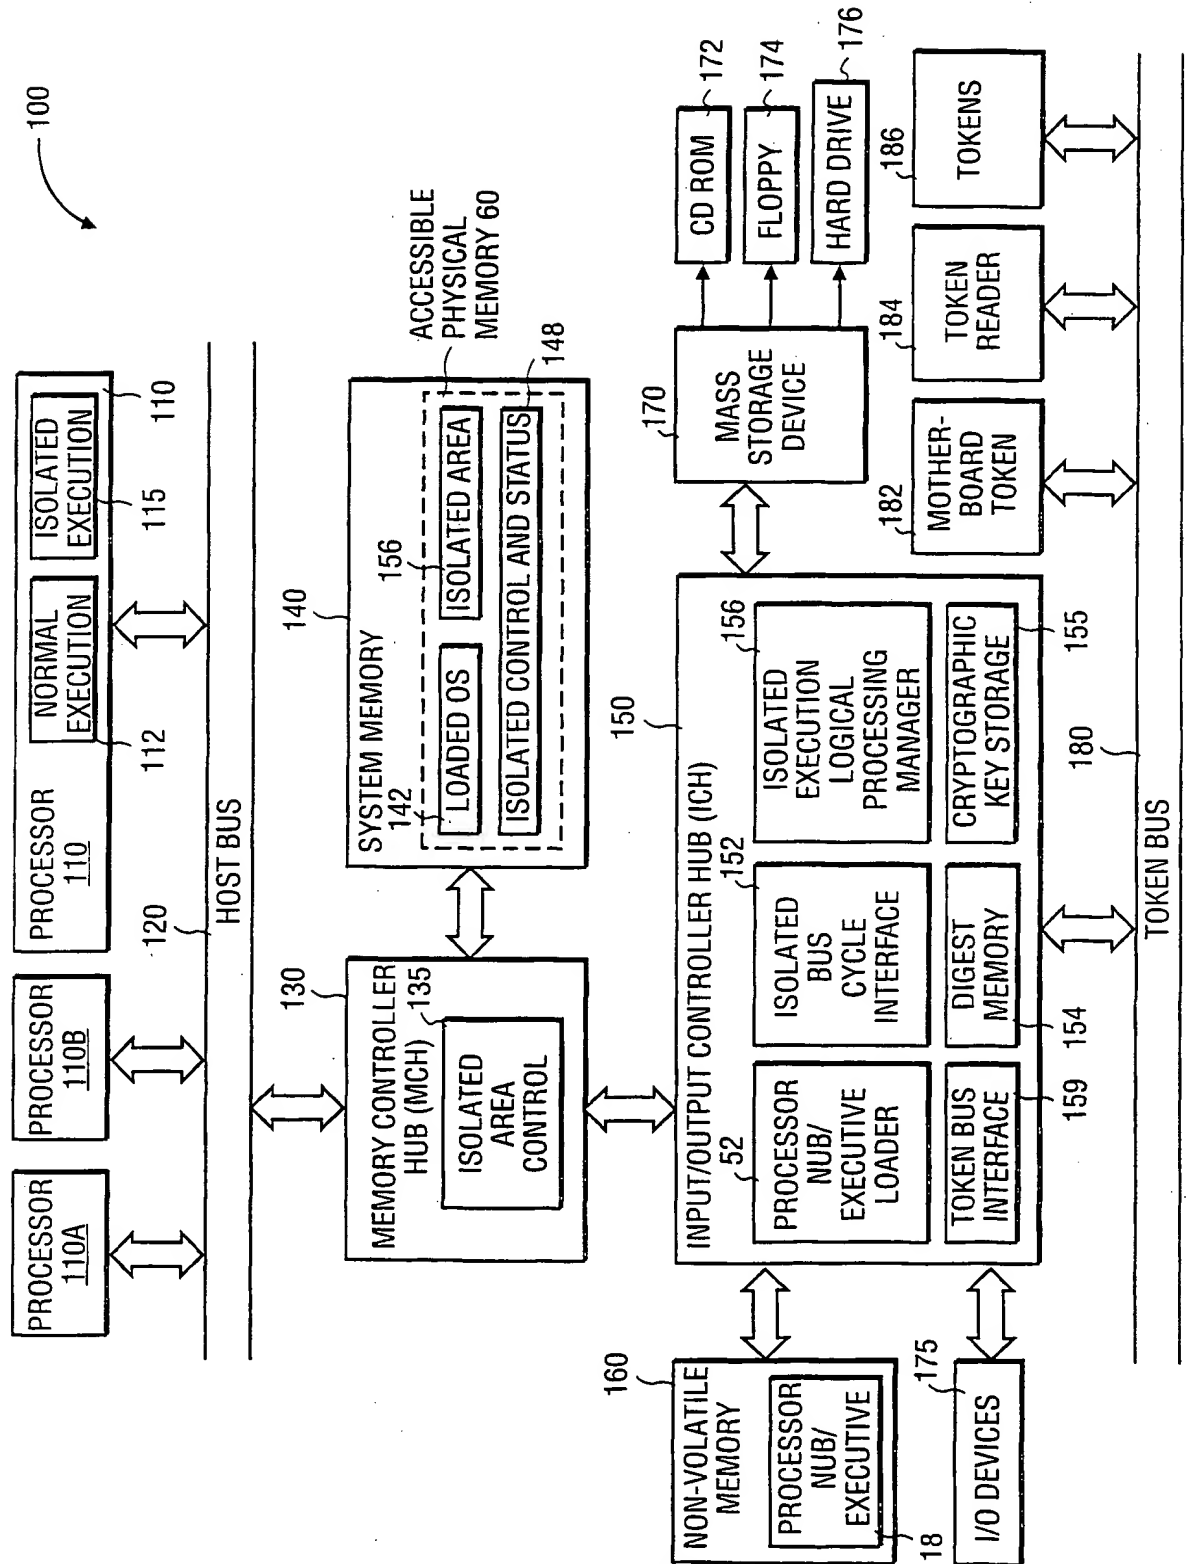 100
PROCESSOR
110A
PROCESSOR
110B
PROCESSOR
110
NORMAL
EXECUTION
112
ISOLATED
EXECUTION
115
110
120
HOST BUS
130
MEMORY CONTROLLER
HUB (MCH)
135
ISOLATED
AREA
CONTROL
140
SYSTEM MEMORY
142
LOADED OS
156
ISOLATED AREA
ISOLATED CONTROL AND STATUS
148
ACCESSIBLE
PHYSICAL
MEMORY 60
160
NON-VOLATILE
MEMORY
PROCESSOR
NUB/
EXECUTIVE
18
175
I/O DEVICES
150
INPUT/OUTPUT CONTROLLER HUB (ICH)
52
PROCESSOR
NUB/
EXECUTIVE
LOADER
152
ISOLATED
BUS
CYCLE
INTERFACE
156
ISOLATED
EXECUTION
LOGICAL
PROCESSING
MANAGER
TOKEN BUS
INTERFACE
159
DIGEST
MEMORY
154
CRYPTOGRAPHIC
KEY STORAGE
155
170
MASS
STORAGE
DEVICE
CD ROM
172
FLOPPY
174
HARD DRIVE
176
182
MOTHER-
BOARD
TOKEN
184
TOKEN
READER
186
TOKENS
180
TOKEN BUS